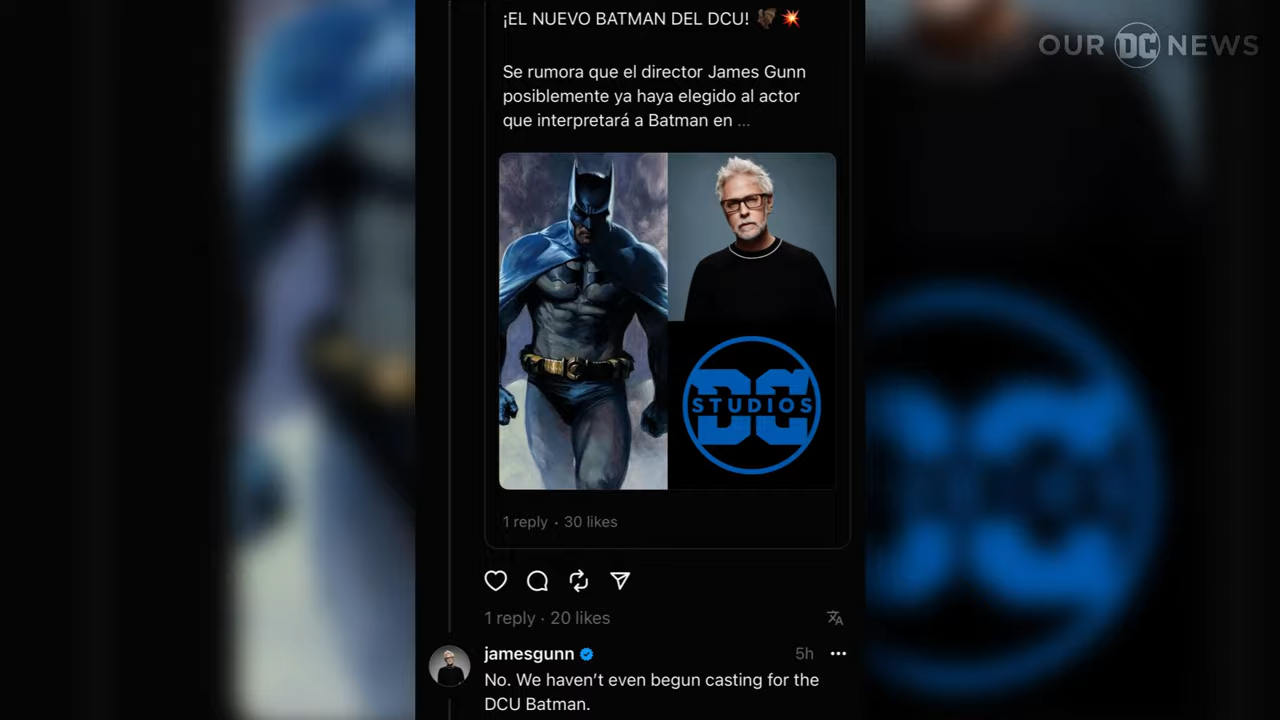 ¡EL NUEVO BATMAN DEL DCU! 🦇💥
OUR DC NEWS
Se rumora que el director James Gunn
posiblemente ya haya elegido al actor
que interpretará a Batman en ...
DC
STUDIOS
1 reply · 30 likes
1 reply · 20 likes
jamesgunn
5h
No. We haven’t even begun casting for the
DCU Batman.